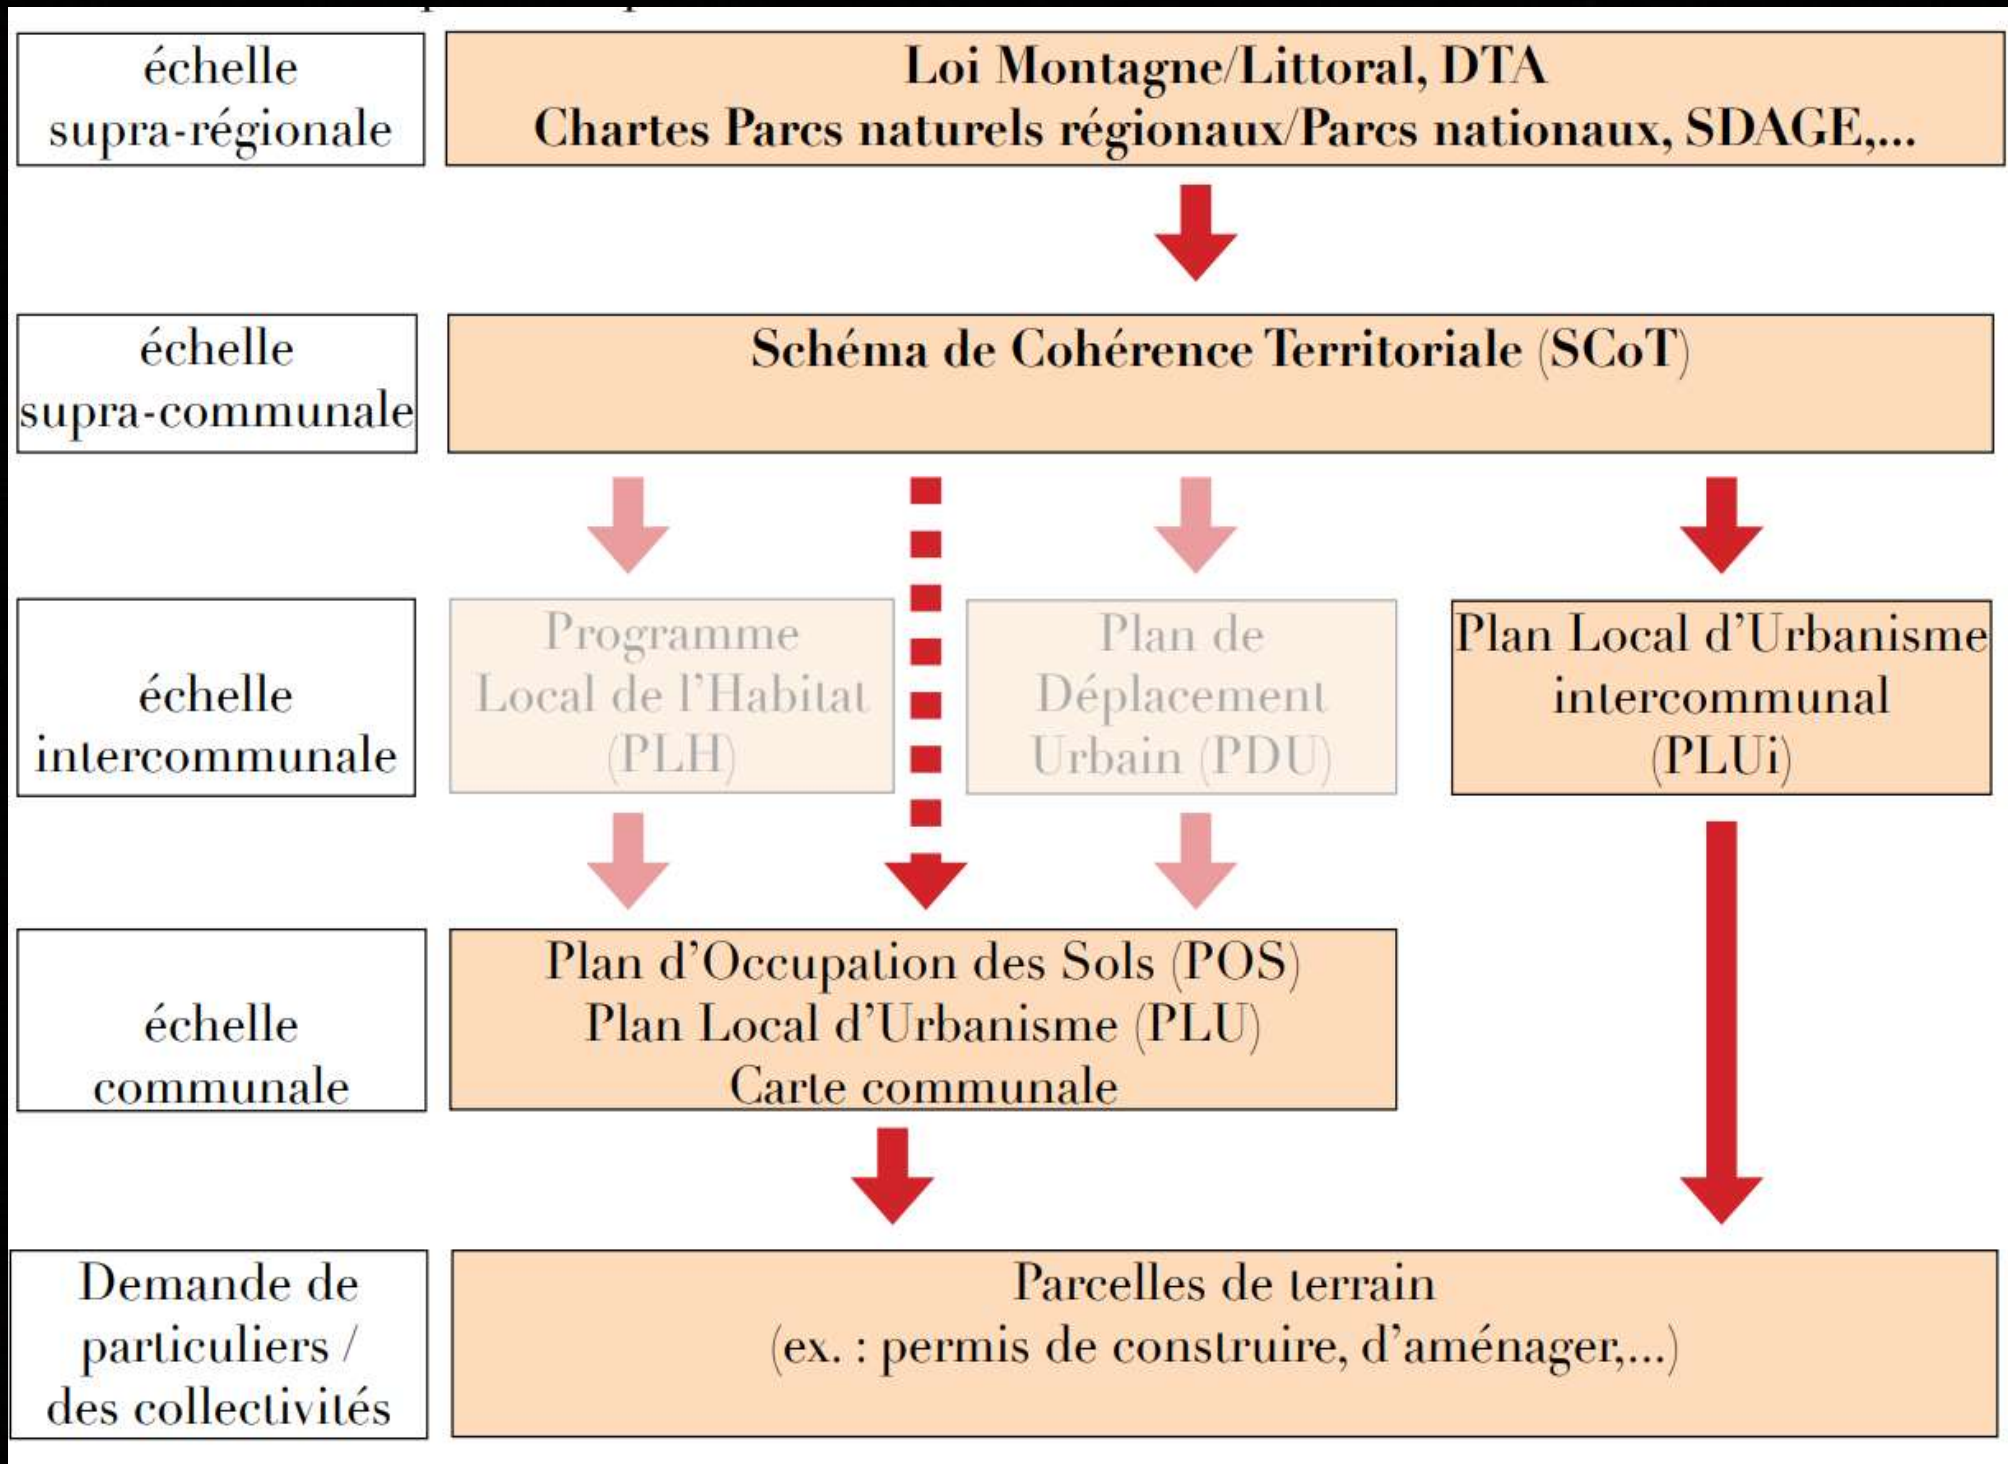 échelle
supra-régionale
Loi Montagne/Littoral, DTA
Chartes Parcs naturels régionaux/Parcs nationaux, SDAGE,...
échelle
supra-communale
Schéma de Cohérence Territoriale (SCoT)
échelle
intercommunale
Programme
Local de l'Habitat
(PLH)
Plan de
Déplacement
Urbain (PDU)
Plan Local d'Urbanisme
intercommunal
(PLUi)
échelle
communale
Plan d'Occupation des Sols (POS)
Plan Local d'Urbanisme (PLU)
Carte communale
Demande de
particuliers /
des collectivités
Parcelles de terrain
(ex. : permis de construire, d'aménager,...)